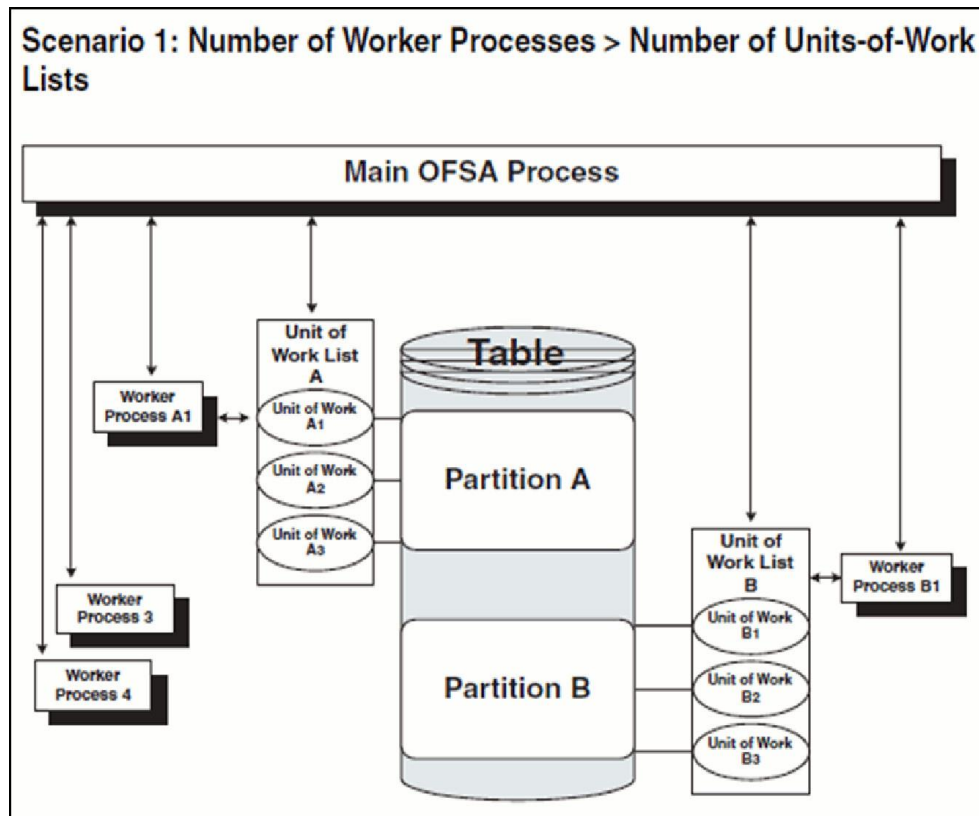 Scenario 1: Number of Worker Processes > Number of Units-of-Work
Lists
Main OFSA Process
Unit of
Work List
A
Table
Worker
Process A1
Unit of Work
A1
Unit of Work
A2
Partition A
Unit of Work
A3
Unit of
Work List
B
Worker
Process B1
Worker
Process 3
Unit of Work
B1
Worker
Process 4
Partition B
Unit of Work
B2
Unit of Work
B3